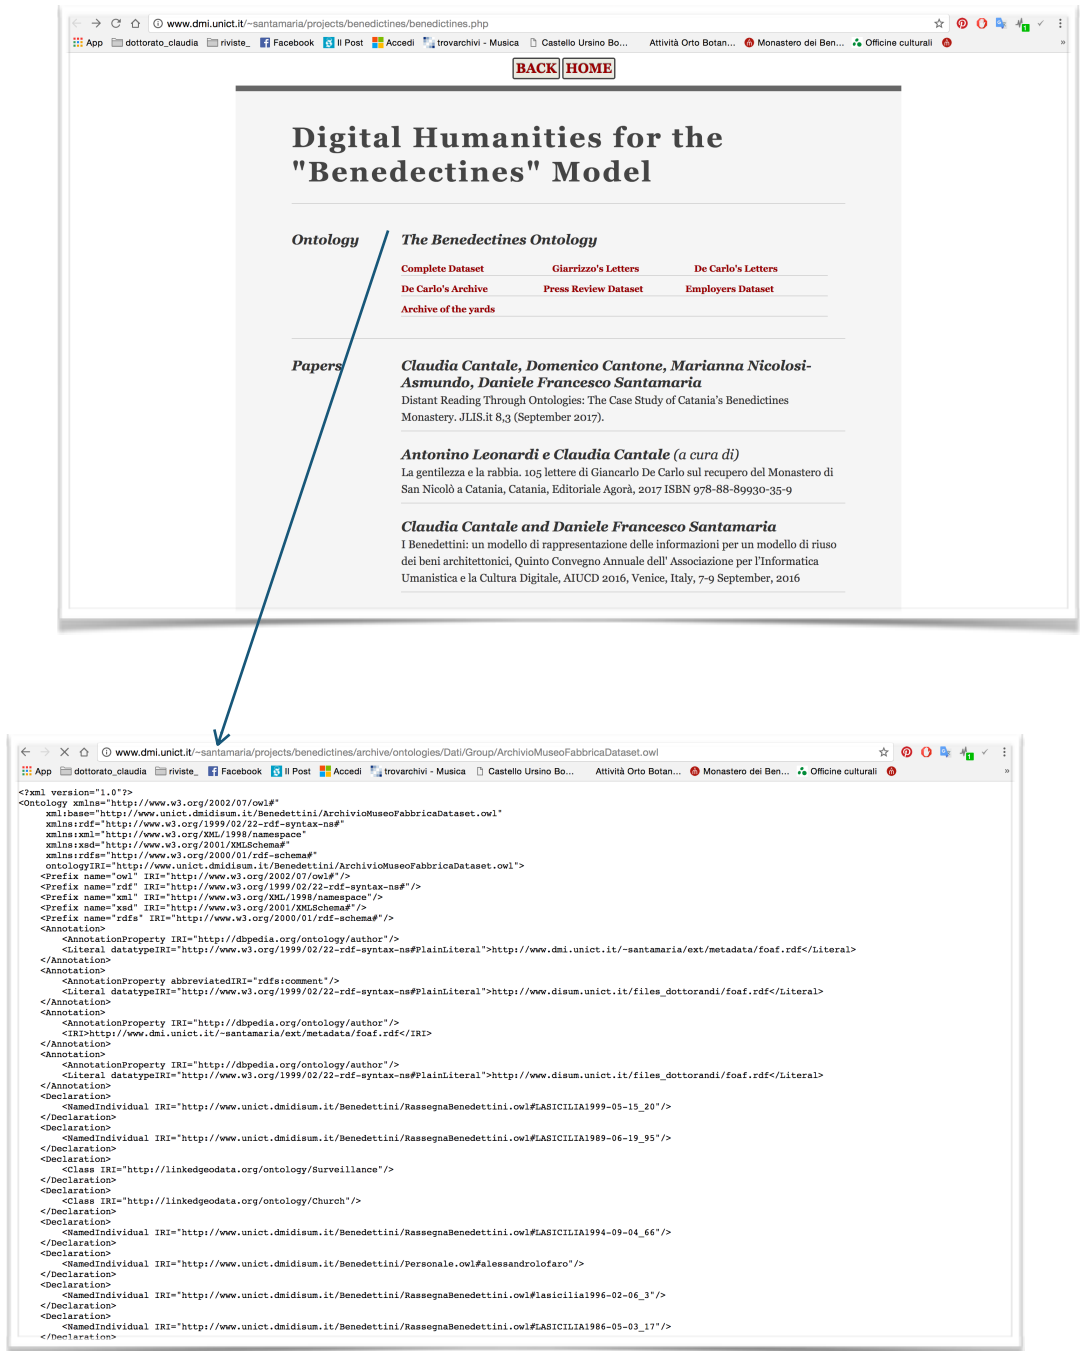 www.dmi.unict.it/~santamaria/projects/benedictines/benedictines.php
App dottorato_claudia riviste_ Facebook Il Post Accedi trovarchivi - Musica Castello Ursino Bo... Attività Orto Botan... Monastero dei Ben... Officine culturali »
BACK HOME
Digital Humanities for the
"Benedectines" Model
Ontology The Benedectines Ontology
Complete Dataset Giarrizzo's Letters De Carlo's Letters
De Carlo's Archive Press Review Dataset Employers Dataset
Archive of the yards
Papers Claudia Cantale, Domenico Cantone, Marianna Nicolosi-
Asmundo, Daniele Francesco Santamaria
Distant Reading Through Ontologies: The Case Study of Catania's Benedictines
Monastery. JLIS.it 8,3 (September 2017).
Antonino Leonardi e Claudia Cantale (a cura di)
La gentilezza e la rabbia. 105 lettere di Giancarlo De Carlo sul recupero del Monastero di
San Nicolò a Catania, Catania, Editoriale Agorà, 2017 ISBN 978-88-89930-35-9
Claudia Cantale and Daniele Francesco Santamaria
I Benedettini: un modello di rappresentazione delle informazioni per un modello di riuso
dei beni architettonici, Quinto Convegno Annuale dell' Associazione per l'Informatica
Umanistica e la Cultura Digitale, AIUCD 2016, Venice, Italy, 7-9 September, 2016
www.dmi.unict.it/~santamaria/projects/benedictines/archive/ontologies/Dati/Group/ArchivioMuseoFabbricaDataset.owl
App dottorato_claudia riviste_ Facebook Il Post Accedi trovarchivi - Musica Castello Ursino Bo... Attività Orto Botan... Monastero dei Ben... Officine culturali »
<?xml version="1.0"?>
<Ontology xmlns="http://www.w3.org/2002/07/owl#"
xml:base="http://www.unict.dmidisum.it/Benedettini/ArchivioMuseoFabbricaDataset.owl"
xmlns:rdf="http://www.w3.org/1999/02/22-rdf-syntax-ns#"
xmlns:xml="http://www.w3.org/XML/1998/namespace"
xmlns:xsd="http://www.w3.org/2001/XMLSchema#"
xmlns:rdfs="http://www.w3.org/2000/01/rdf-schema#"
ontologyIRI="http://www.unict.dmidisum.it/Benedettini/ArchivioMuseoFabbricaDataset.owl">
<Prefix name="owl" IRI="http://www.w3.org/2002/07/owl#"/>
<Prefix name="rdf" IRI="http://www.w3.org/1999/02/22-rdf-syntax-ns#"/>
<Prefix name="xml" IRI="http://www.w3.org/XML/1998/namespace"/>
<Prefix name="xsd" IRI="http://www.w3.org/2001/XMLSchema#"/>
<Prefix name="rdfs" IRI="http://www.w3.org/2000/01/rdf-schema#"/>
<Annotation>
<AnnotationProperty IRI="http://dbpedia.org/ontology/author"/>
<Literal datatypeIRI="http://www.w3.org/1999/02/22-rdf-syntax-ns#PlainLiteral">http://www.dmi.unict.it/~santamaria/ext/metadata/foaf.rdf</Literal>
</Annotation>
<Annotation>
<AnnotationProperty abbreviatedIRI="rdfs:comment"/>
<Literal datatypeIRI="http://www.w3.org/1999/02/22-rdf-syntax-ns#PlainLiteral">http://www.disum.unict.it/files_dottorandi/foaf.rdf</Literal>
</Annotation>
<Annotation>
<AnnotationProperty IRI="http://dbpedia.org/ontology/author"/>
<IRI>http://www.dmi.unict.it/~santamaria/ext/metadata/foaf.rdf</IRI>
</Annotation>
<Annotation>
<AnnotationProperty IRI="http://dbpedia.org/ontology/author"/>
<Literal datatypeIRI="http://www.w3.org/1999/02/22-rdf-syntax-ns#PlainLiteral">http://www.disum.unict.it/files_dottorandi/foaf.rdf</Literal>
</Annotation>
<Declaration>
<NamedIndividual IRI="http://www.unict.dmidisum.it/Benedettini/RassegnaBenedettini.owl#LASICILIA1999-05-15_20"/>
</Declaration>
<Declaration>
<NamedIndividual IRI="http://www.unict.dmidisum.it/Benedettini/RassegnaBenedettini.owl#LASICILIA1989-06-19_95"/>
</Declaration>
<Declaration>
<Class IRI="http://linkedgeodata.org/ontology/Surveillance"/>
</Declaration>
<Declaration>
<Class IRI="http://linkedgeodata.org/ontology/Church"/>
</Declaration>
<Declaration>
<NamedIndividual IRI="http://www.unict.dmidisum.it/Benedettini/RassegnaBenedettini.owl#LASICILIA1994-09-04_66"/>
</Declaration>
<Declaration>
<NamedIndividual IRI="http://www.unict.dmidisum.it/Benedettini/Personale.owl#alessandrolofaro"/>
</Declaration>
<Declaration>
<NamedIndividual IRI="http://www.unict.dmidisum.it/Benedettini/RassegnaBenedettini.owl#lasicilia1996-02-06_3"/>
</Declaration>
<Declaration>
<NamedIndividual IRI="http://www.unict.dmidisum.it/Benedettini/RassegnaBenedettini.owl#LASICILIA1986-05-03_17"/>
</Declaration>